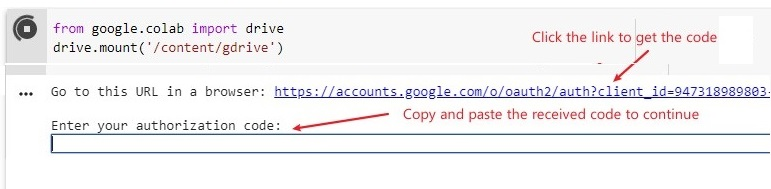 from google.colab import drive
drive.mount('/content/gdrive')
Click the link to get the code
Go to this URL in a browser: https://accounts.google.com/o/oauth2/auth?client_id=947318989803-
Enter your authorization code:
Copy and paste the received code to continue